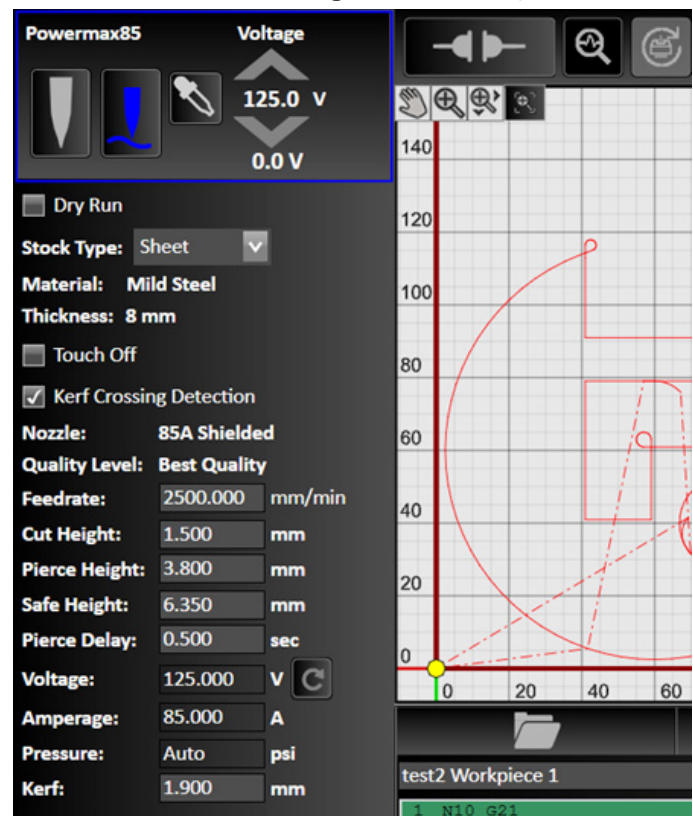 Powermax85 Voltage
125.0 V
0.0 V
Dry Run
Stock Type: Sheet
Material: Mild Steel
Thickness: 8 mm
Touch Off
Kerf Crossing Detection
Nozzle: 85A Shielded
Quality Level: Best Quality
Feedrate: 2500.000 mm/min
Cut Height: 1.500 mm
Pierce Height: 3.800 mm
Safe Height: 6.350 mm
Pierce Delay: 0.500 sec
Voltage: 125.000 V
Amperage: 85.000 A
Pressure: Auto psi
Kerf: 1.900 mm
140
120
100
80
60
40
20
0
0 20 40 60
test2 Workpiece 1
1 N10 G21